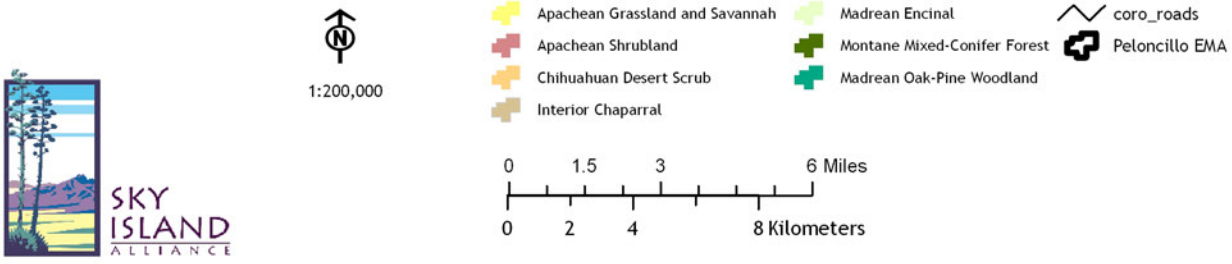 N
1:200,000
SKY
ISLAND
ALLIANCE
Apachean Grassland and Savannah
Apachean Shrubland
Chihuahuan Desert Scrub
Interior Chaparral
Madrean Encinal
Montane Mixed-Conifer Forest
Madrean Oak-Pine Woodland
coro_roads
Peloncillo EMA
0 1.5 3 6 Miles
0 2 4 8 Kilometers